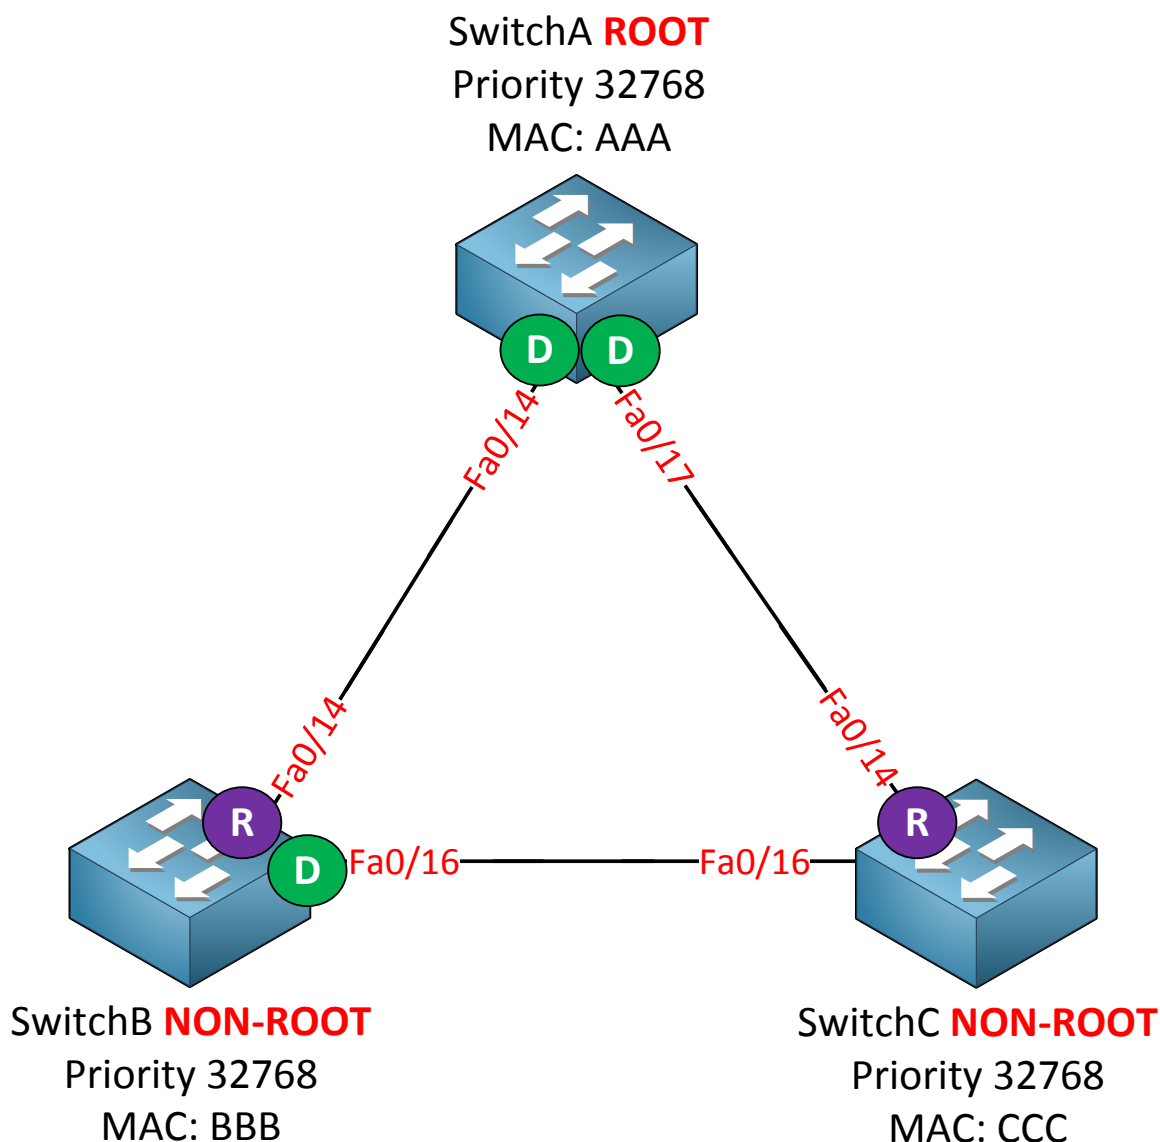 SwitchA ROOT
Priority 32768
MAC: AAA
D D
Fa0/14
Fa0/17
Fa0/14
Fa0/14
R
R
D
Fa0/16
Fa0/16
SwitchB NON-ROOT
Priority 32768
MAC: BBB
SwitchC NON-ROOT
Priority 32768
MAC: CCC